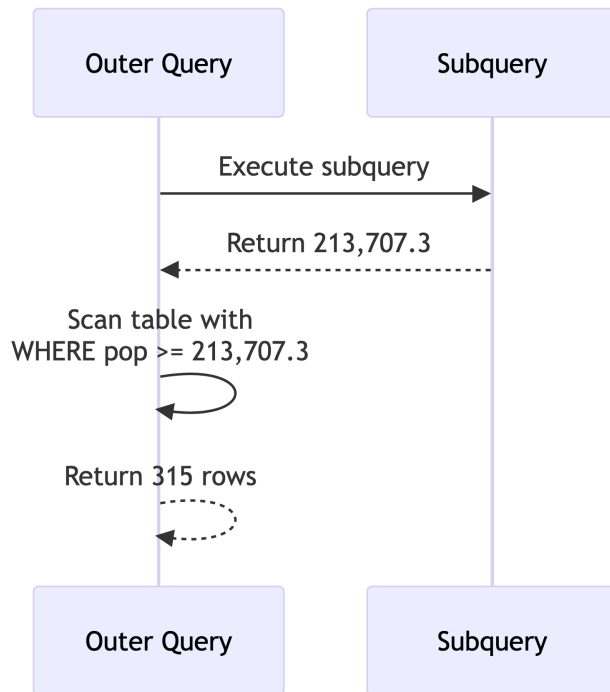 Outer Query
Subquery
Execute subquery
Return 213,707.3
Scan table with
WHERE pop >= 213,707.3
Return 315 rows
Outer Query
Subquery